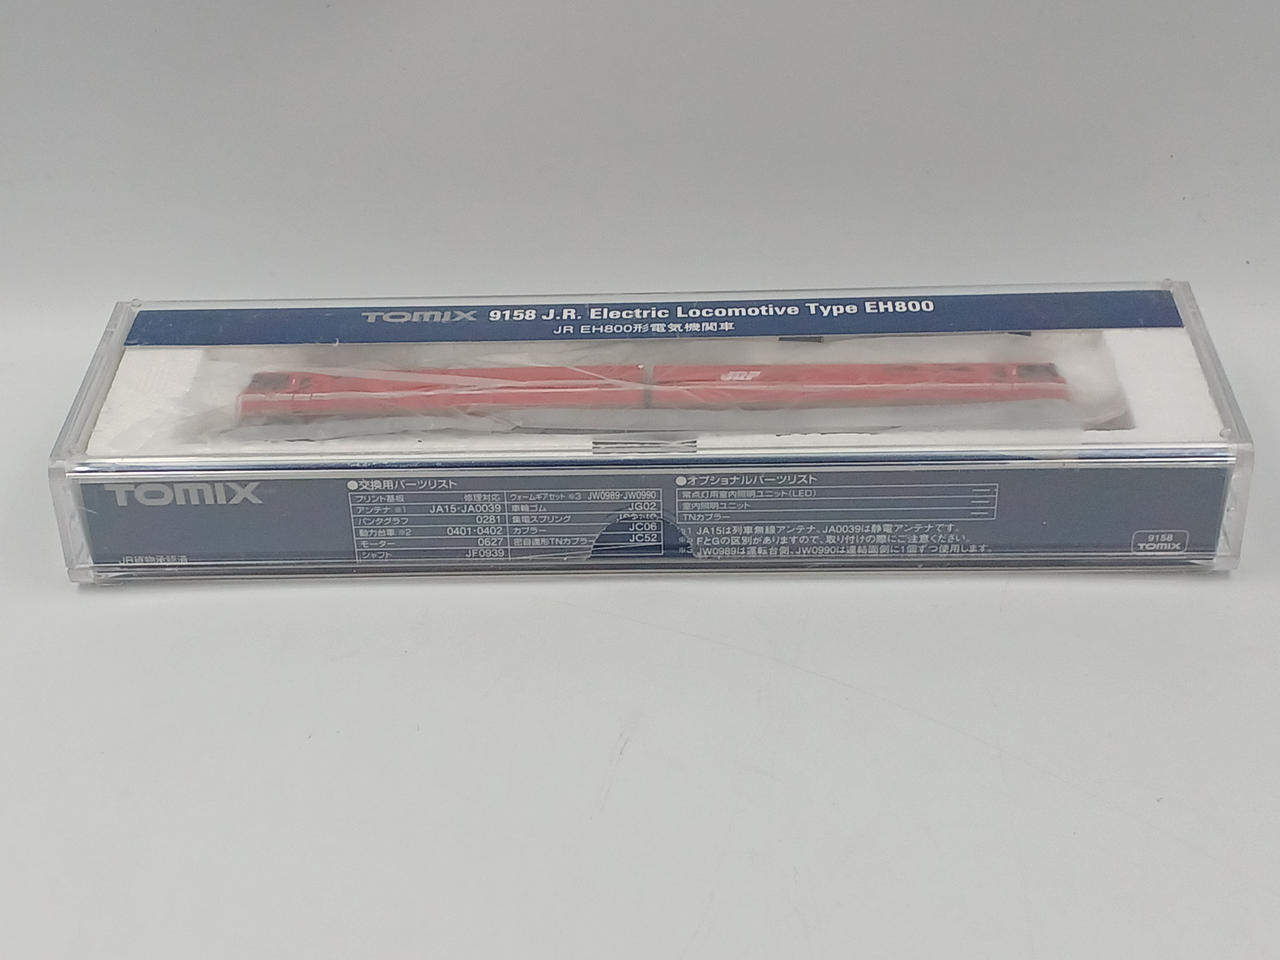 TOMIX 9158 J.R. Electric Locomotive Type EH800
JR EH800形電気機関車
JRF
TOMIX
●交換用パーツリスト
プリント基板 修理対応 ウォームギアセット ※3 JW0989・JW0990
アンテナ ※1 JA15・JA0039 車輪ゴム JG02
パンタグラフ 0281 集電スプリング
動力台車 ※2 0401・0402 カプラー JC06
モーター 0627 密自連形TNカプラー JC52
シャフト JF0939
●オプショナルパーツリスト
常点灯用室内照明ユニット(LED) ―
室内照明ユニット ―
TNカプラー ―
※1 JA15は列車無線アンテナ、JA0039は静電アンテナです。
※2 FとGの区別がありますので、取り付けの際にご注意ください。
※3 JW0989は運転台側、JW0990は連結面側に1個ずつ使用します。
JR貨物承認済
9158
TOMIX